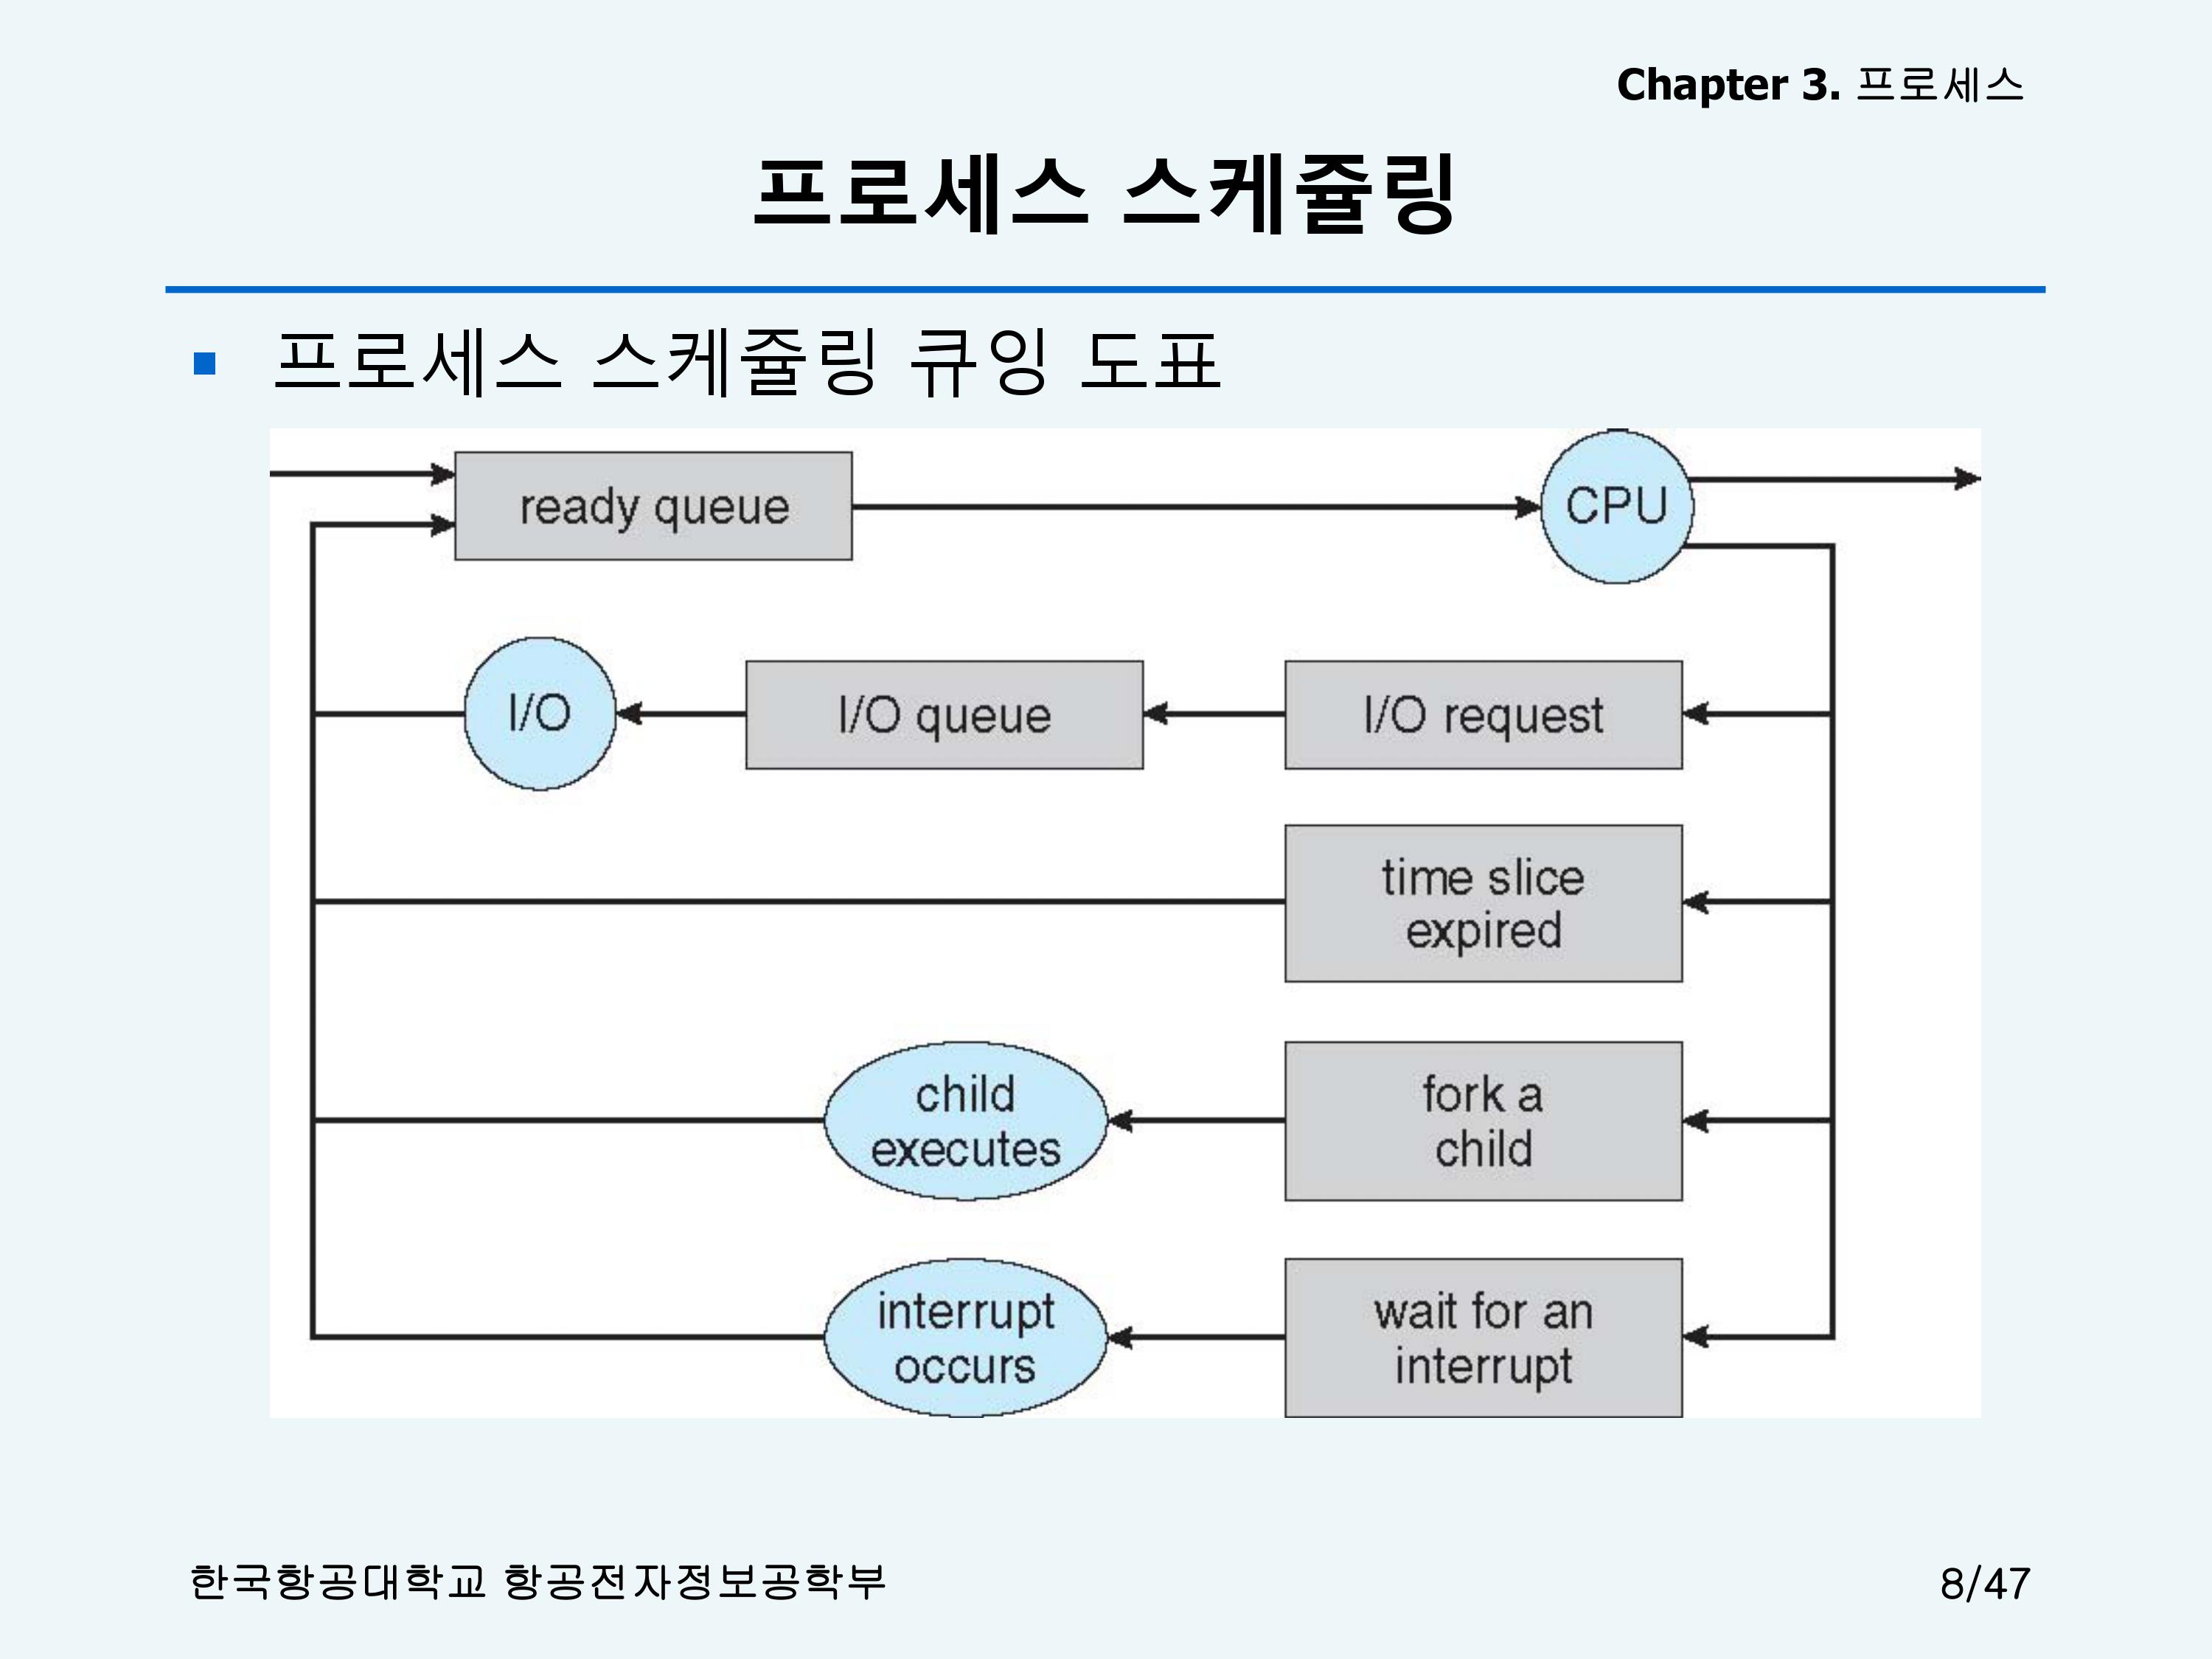 Chapter 3. 프로세스
프로세스 스케쥴링
프로세스 스케쥴링 큐잉 도표
ready queue
CPU
I/O
I/O queue
I/O request
time slice
expired
child
executes
fork a
child
interrupt
occurs
wait for an
interrupt
한국항공대학교 항공전자정보공학부
8/47